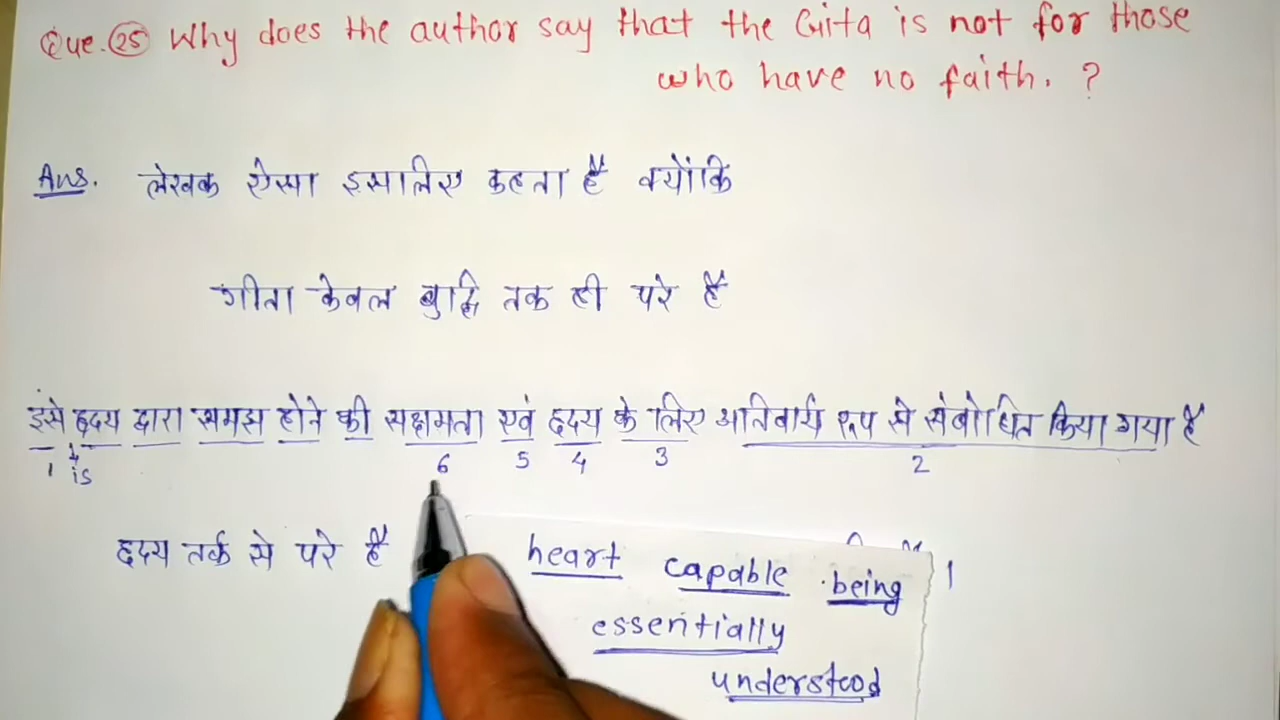 Que. 25 Why does the author say that the Gita is not for those
who have no faith. ?
Ans. लेखक ऐसा इसलिए कहता है क्योंकि
गीता केवल बुद्धि तक ही परे है
इसे हृदय द्वारा समझ होने की सक्षमता एवं हृदय के लिए अनिवार्य रूप से संबोधित किया गया है
1 is 6 5 4 3 2
हृदय तर्क से परे है
heart capable being
essentially
understood